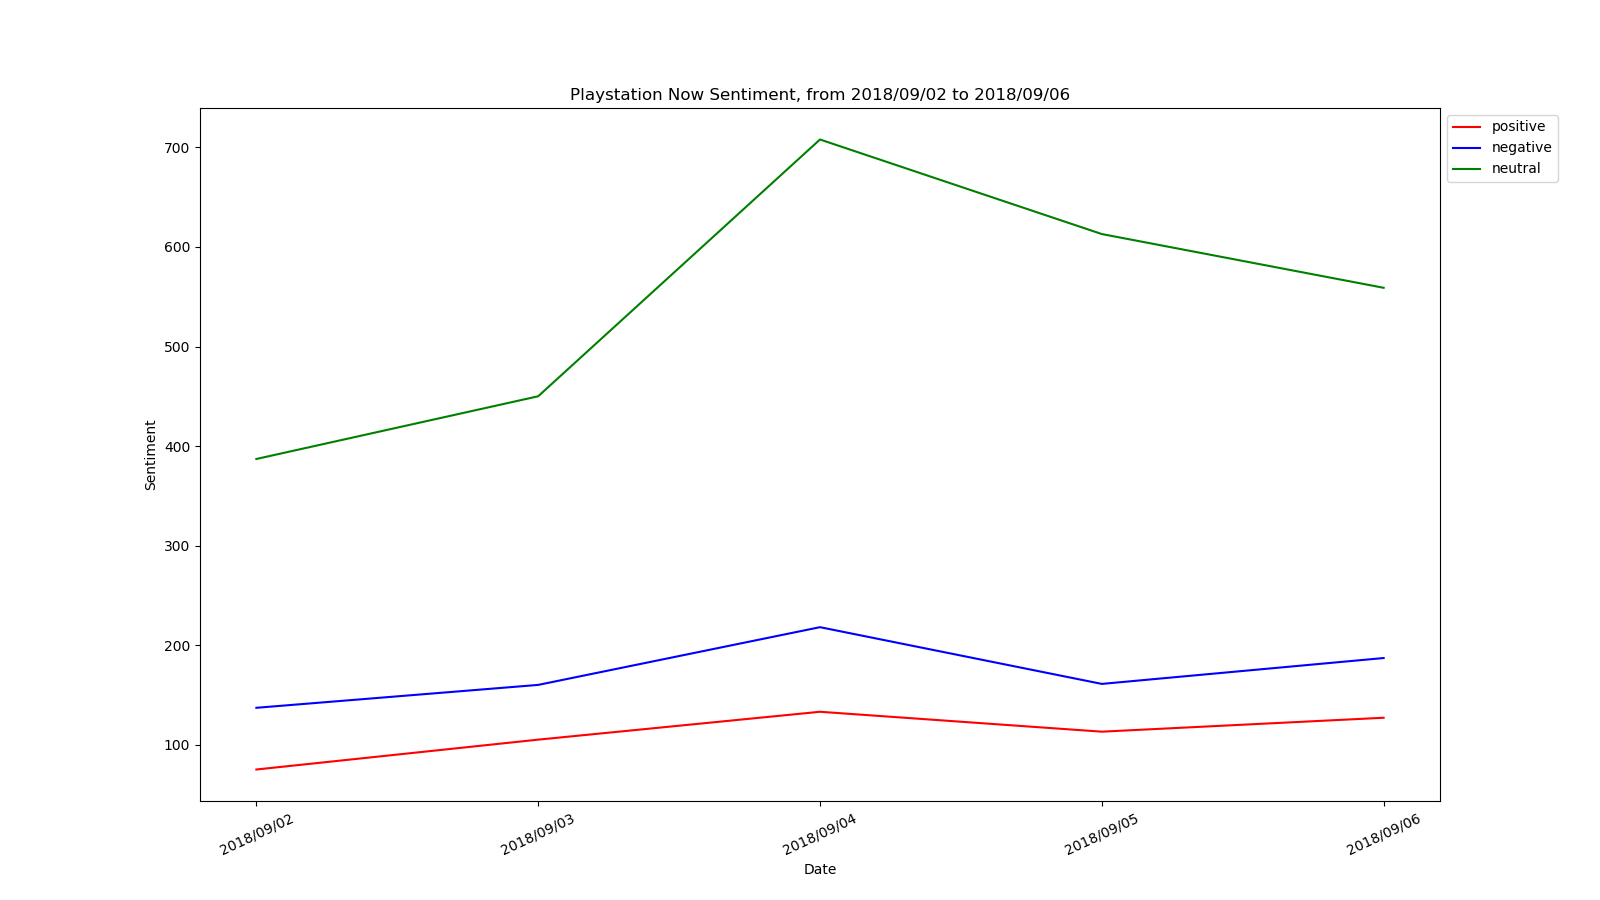 Playstation Now Sentiment, from 2018/09/02 to 2018/09/06
positive
negative
neutral
700
600
500
400
300
200
100
Sentiment
2018/09/02
2018/09/03
2018/09/04
2018/09/05
2018/09/06
Date